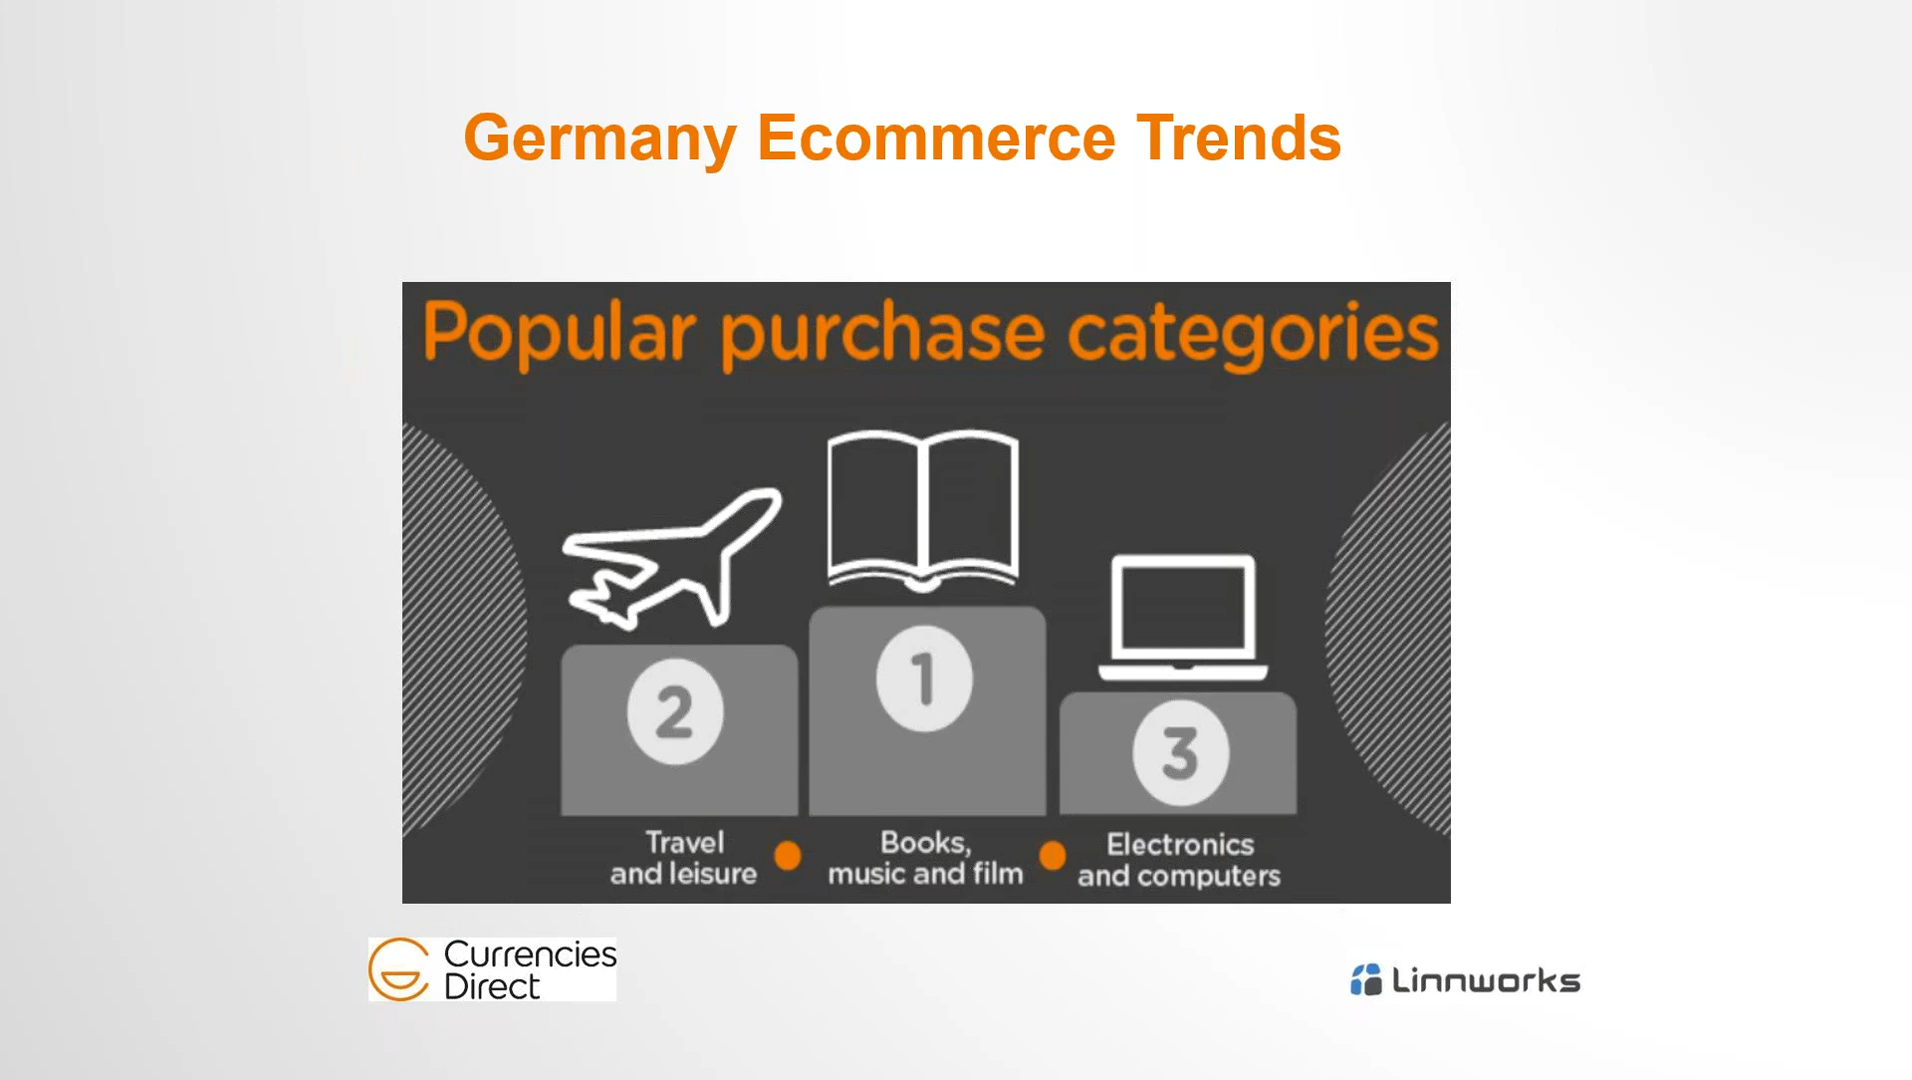 Germany Ecommerce Trends
Popular purchase categories
2
1
3
Travel
and leisure
Books,
music and film
Electronics
and computers
Currencies
Direct
Linnworks